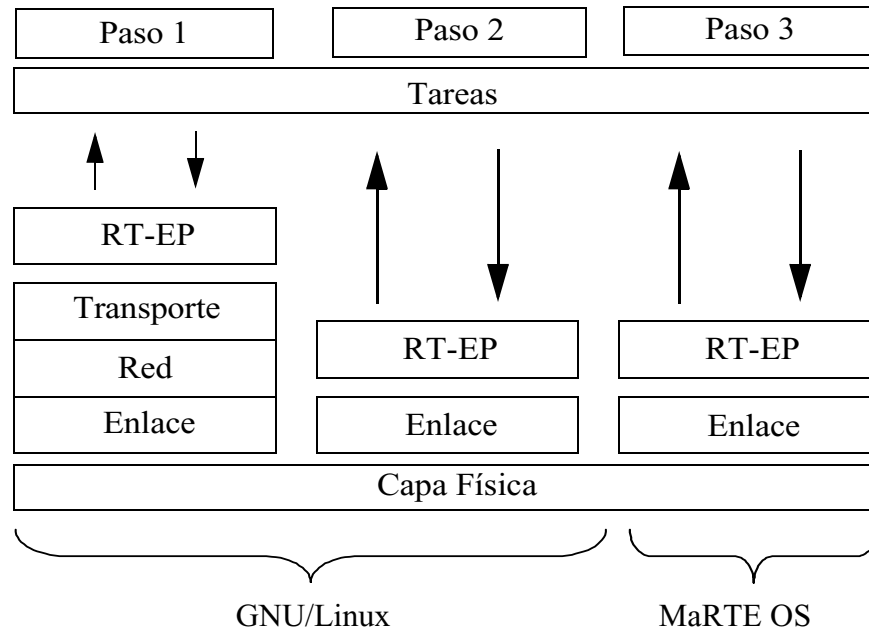 Paso 1
Paso 2
Paso 3
Tareas
RT-EP
Transporte
Red
Enlace
RT-EP
Enlace
RT-EP
Enlace
Capa Física
GNU/Linux
MaRTE OS